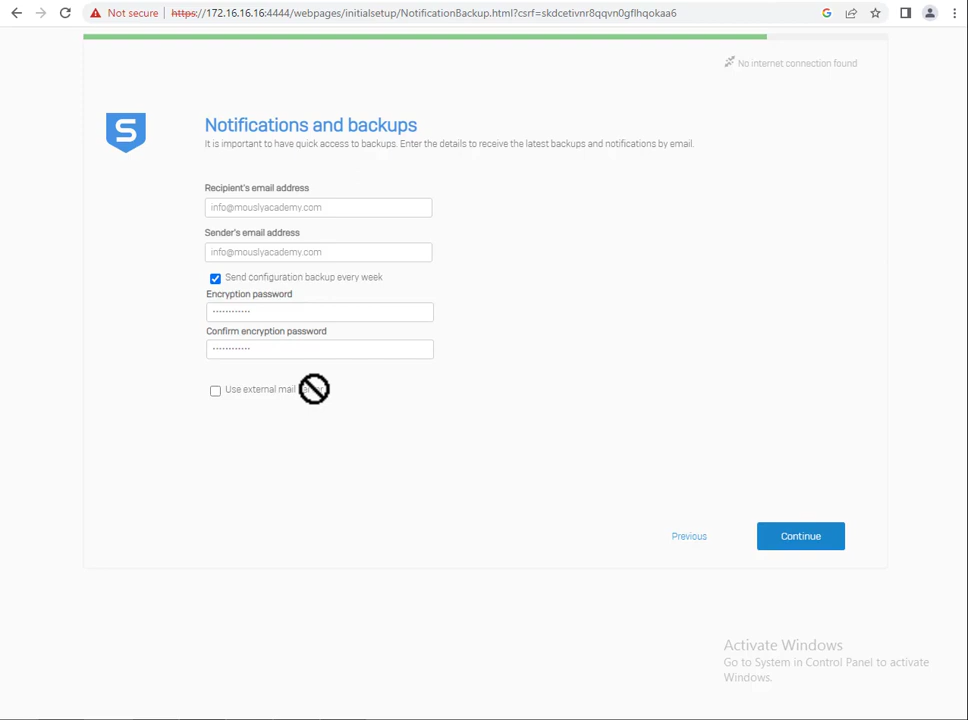 Not secure
https://172.16.16.16:4444/webpages/initialsetup/NotificationBackup.html?csrf=skdcetivnr8qqvn0gflhqokaa6
No internet connection found
S
Notifications and backups
It is important to have quick access to backups. Enter the details to receive the latest backups and notifications by email.
Recipient's email address
info@mouslyacademy.com
Sender's email address
info@mouslyacademy.com
Send configuration backup every week
Encryption password
••••••••••••
Confirm encryption password
••••••••••••
Use external mail
Previous
Continue
Activate Windows
Go to System in Control Panel to activate
Windows.